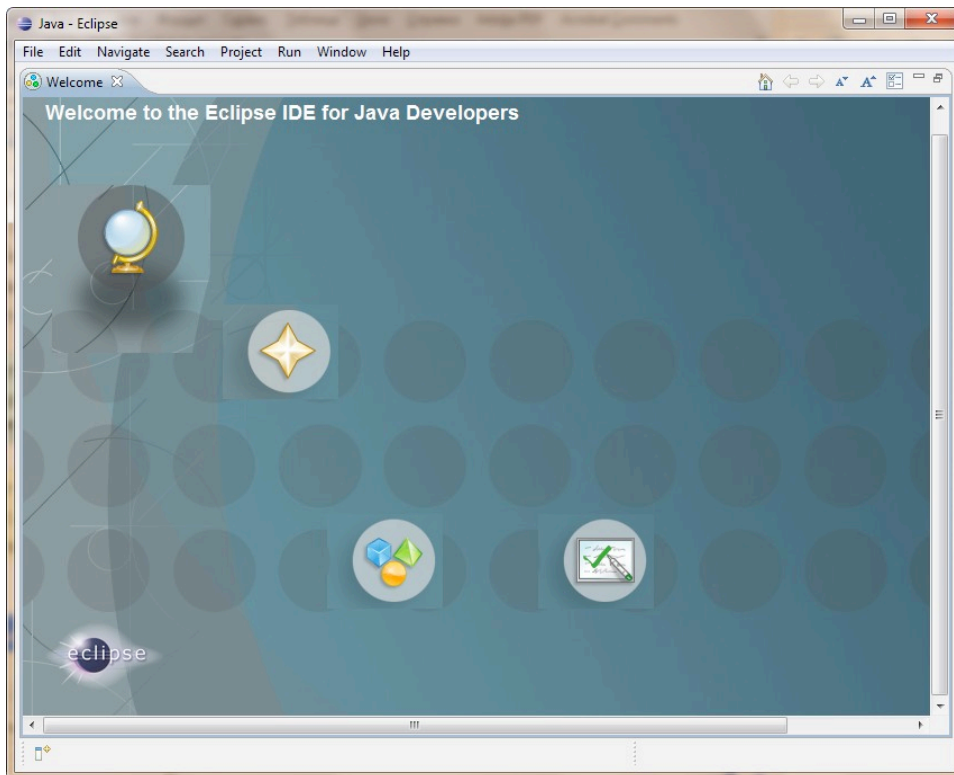 Java - Eclipse
File Edit Navigate Search Project Run Window Help
Welcome
Welcome to the Eclipse IDE for Java Developers
eclipse